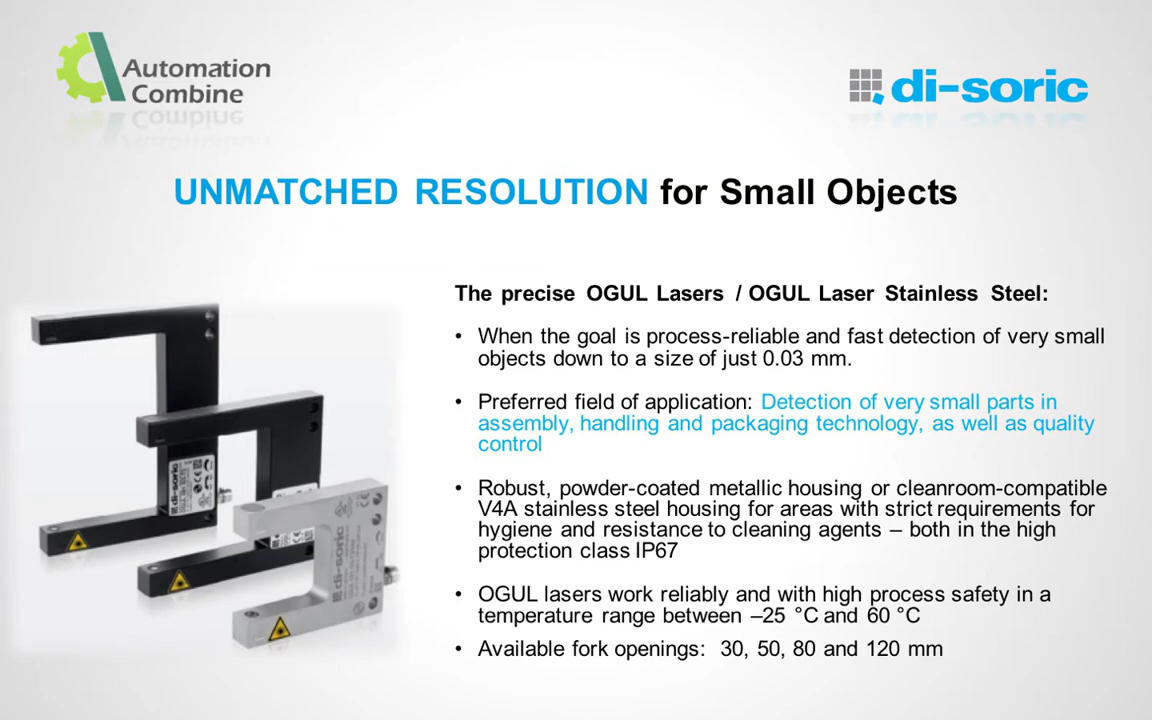 Automation
Combine
di-soric
UNMATCHED RESOLUTION for Small Objects
The precise OGUL Lasers / OGUL Laser Stainless Steel:
• When the goal is process-reliable and fast detection of very small
objects down to a size of just 0.03 mm.
• Preferred field of application: Detection of very small parts in
assembly, handling and packaging technology, as well as quality
control
• Robust, powder-coated metallic housing or cleanroom-compatible
V4A stainless steel housing for areas with strict requirements for
hygiene and resistance to cleaning agents – both in the high
protection class IP67
• OGUL lasers work reliably and with high process safety in a
temperature range between –25 °C and 60 °C
• Available fork openings: 30, 50, 80 and 120 mm
di-soric
di-soric